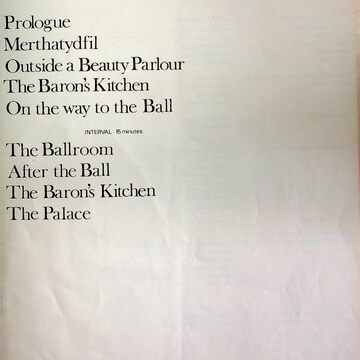 Prologue
Merthatydfil
Outside a Beauty Parlour
The Baron's Kitchen
On the way to the Ball
INTERVAL 15 minutes
The Ballroom
After the Ball
The Baron's Kitchen
The Palace